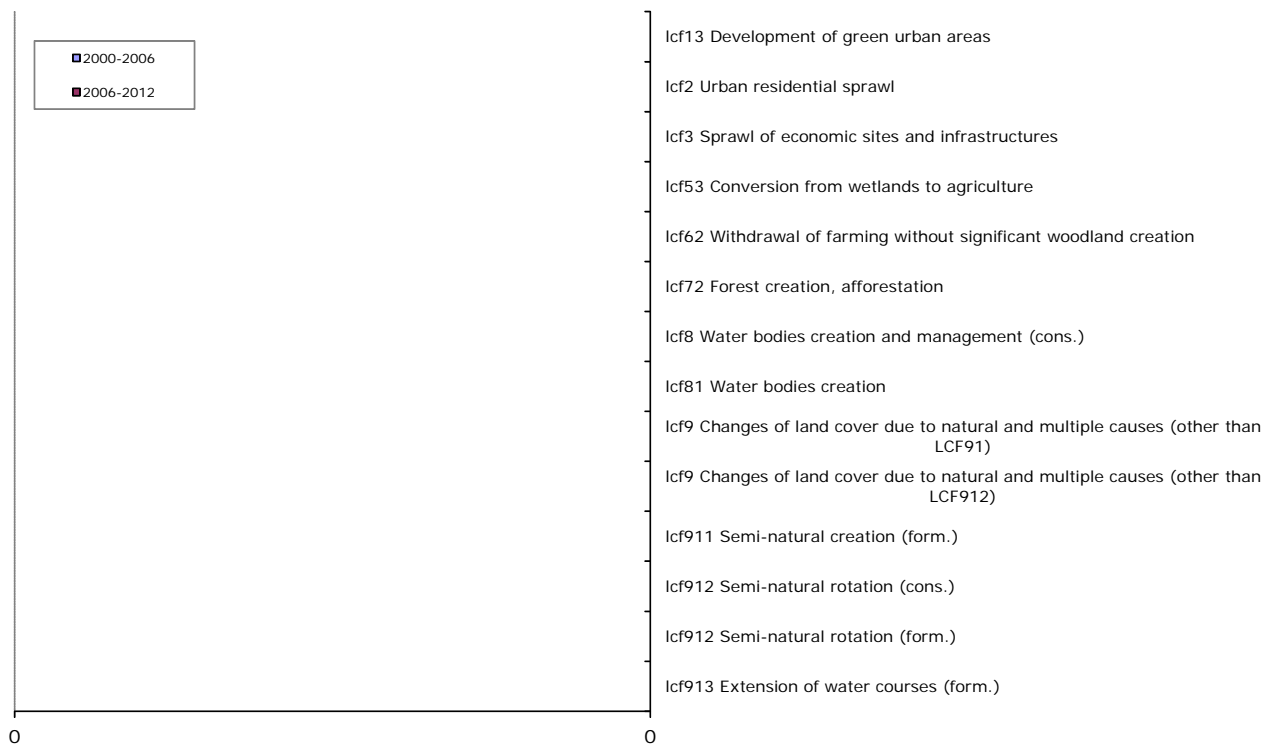 2000-2006
2006-2012
lcf13 Development of green urban areas
lcf2 Urban residential sprawl
lcf3 Sprawl of economic sites and infrastructures
lcf53 Conversion from wetlands to agriculture
lcf62 Withdrawal of farming without significant woodland creation
lcf72 Forest creation, afforestation
lcf8 Water bodies creation and management (cons.)
lcf81 Water bodies creation
lcf9 Changes of land cover due to natural and multiple causes (other than
LCF91)
lcf9 Changes of land cover due to natural and multiple causes (other than
LCF912)
lcf911 Semi-natural creation (form.)
lcf912 Semi-natural rotation (cons.)
lcf912 Semi-natural rotation (form.)
lcf913 Extension of water courses (form.)
0 0